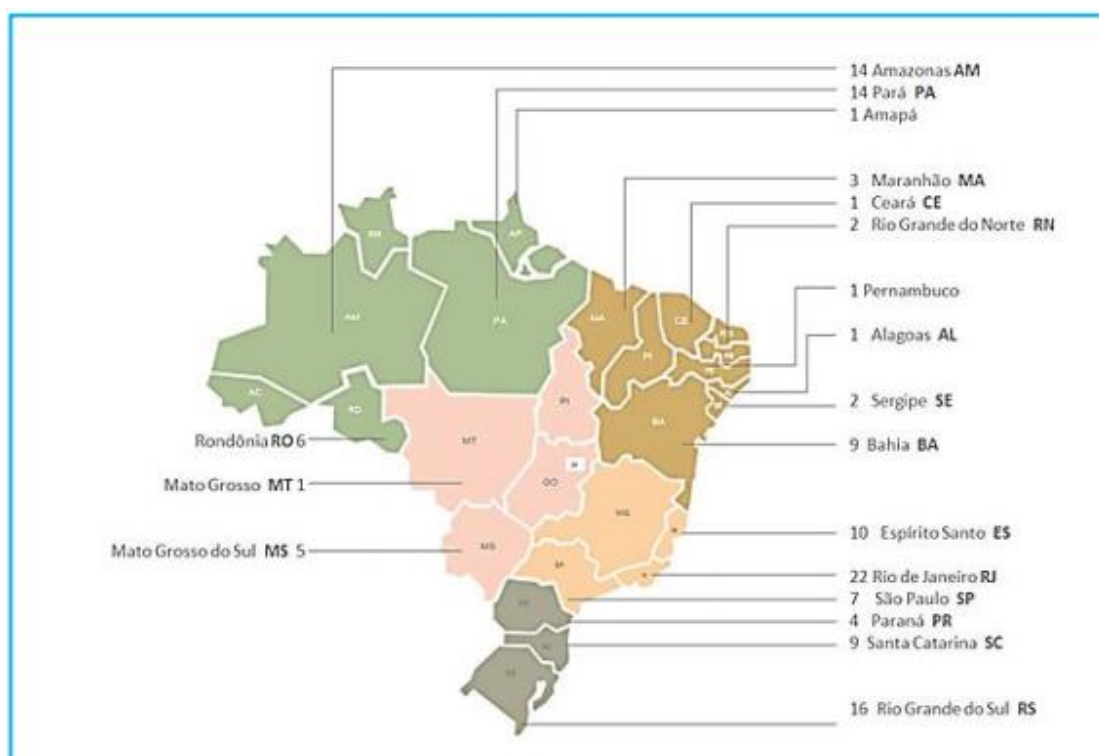 14 Amazonas AM
14 Pará PA
1 Amapá
3 Maranhão MA
1 Ceará CE
2 Rio Grande do Norte RN
1 Pernambuco
1 Alagoas AL
2 Sergipe SE
9 Bahia BA
10 Espírito Santo ES
22 Rio de Janeiro RJ
7 São Paulo SP
4 Paraná PR
9 Santa Catarina SC
16 Rio Grande do Sul RS
Rondônia RO 6
Mato Grosso MT 1
Mato Grosso do Sul MS 5
AP
AM
PA
MA
CE
PI
AC
RO
BA
MT
PI
GO
MG
MS
SP